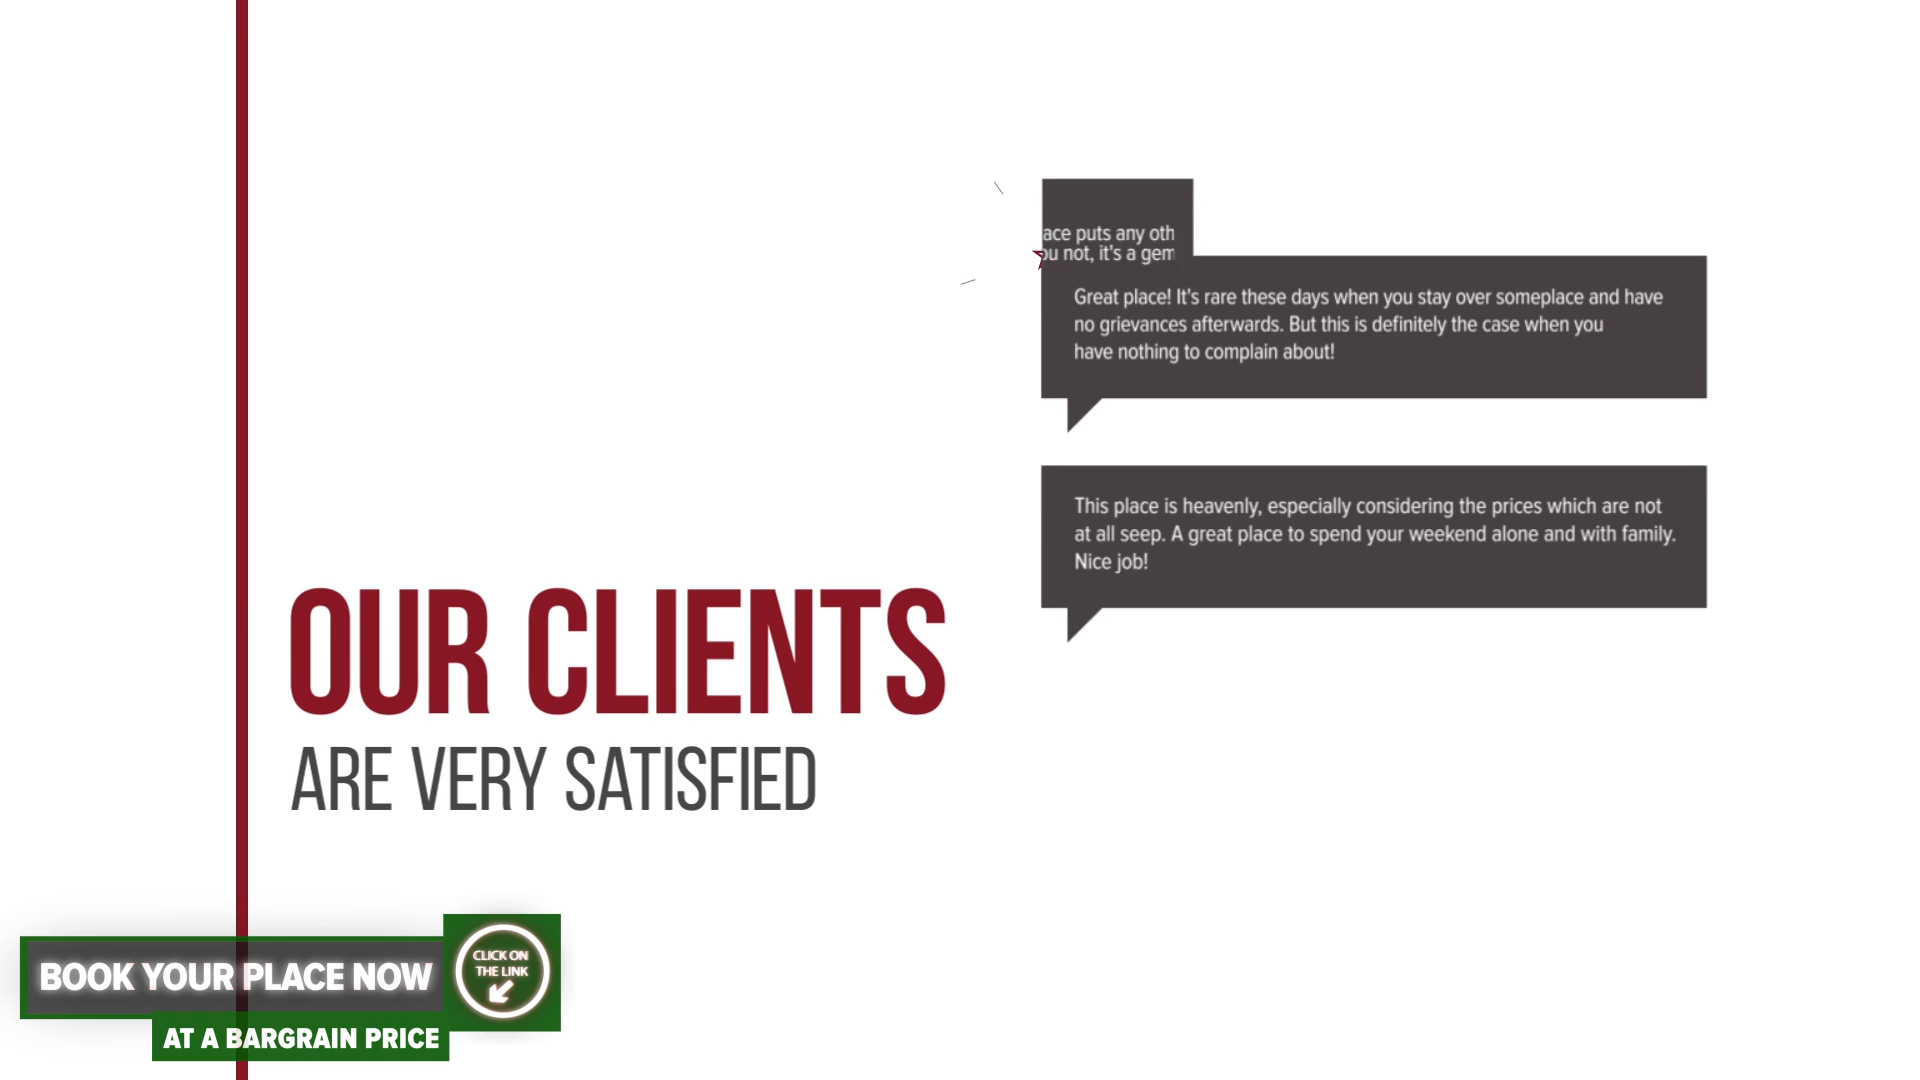 ace puts any oth
ou not, it's a gem
Great place! It's rare these days when you stay over someplace and have
no grievances afterwards. But this is definitely the case when you
have nothing to complain about!
This place is heavenly, especially considering the prices which are not
at all seep. A great place to spend your weekend alone and with family.
Nice job!
OUR CLIENTS
ARE VERY SATISFIED
BOOK YOUR PLACE NOW
CLICK ON
THE LINK
AT A BARGRAIN PRICE